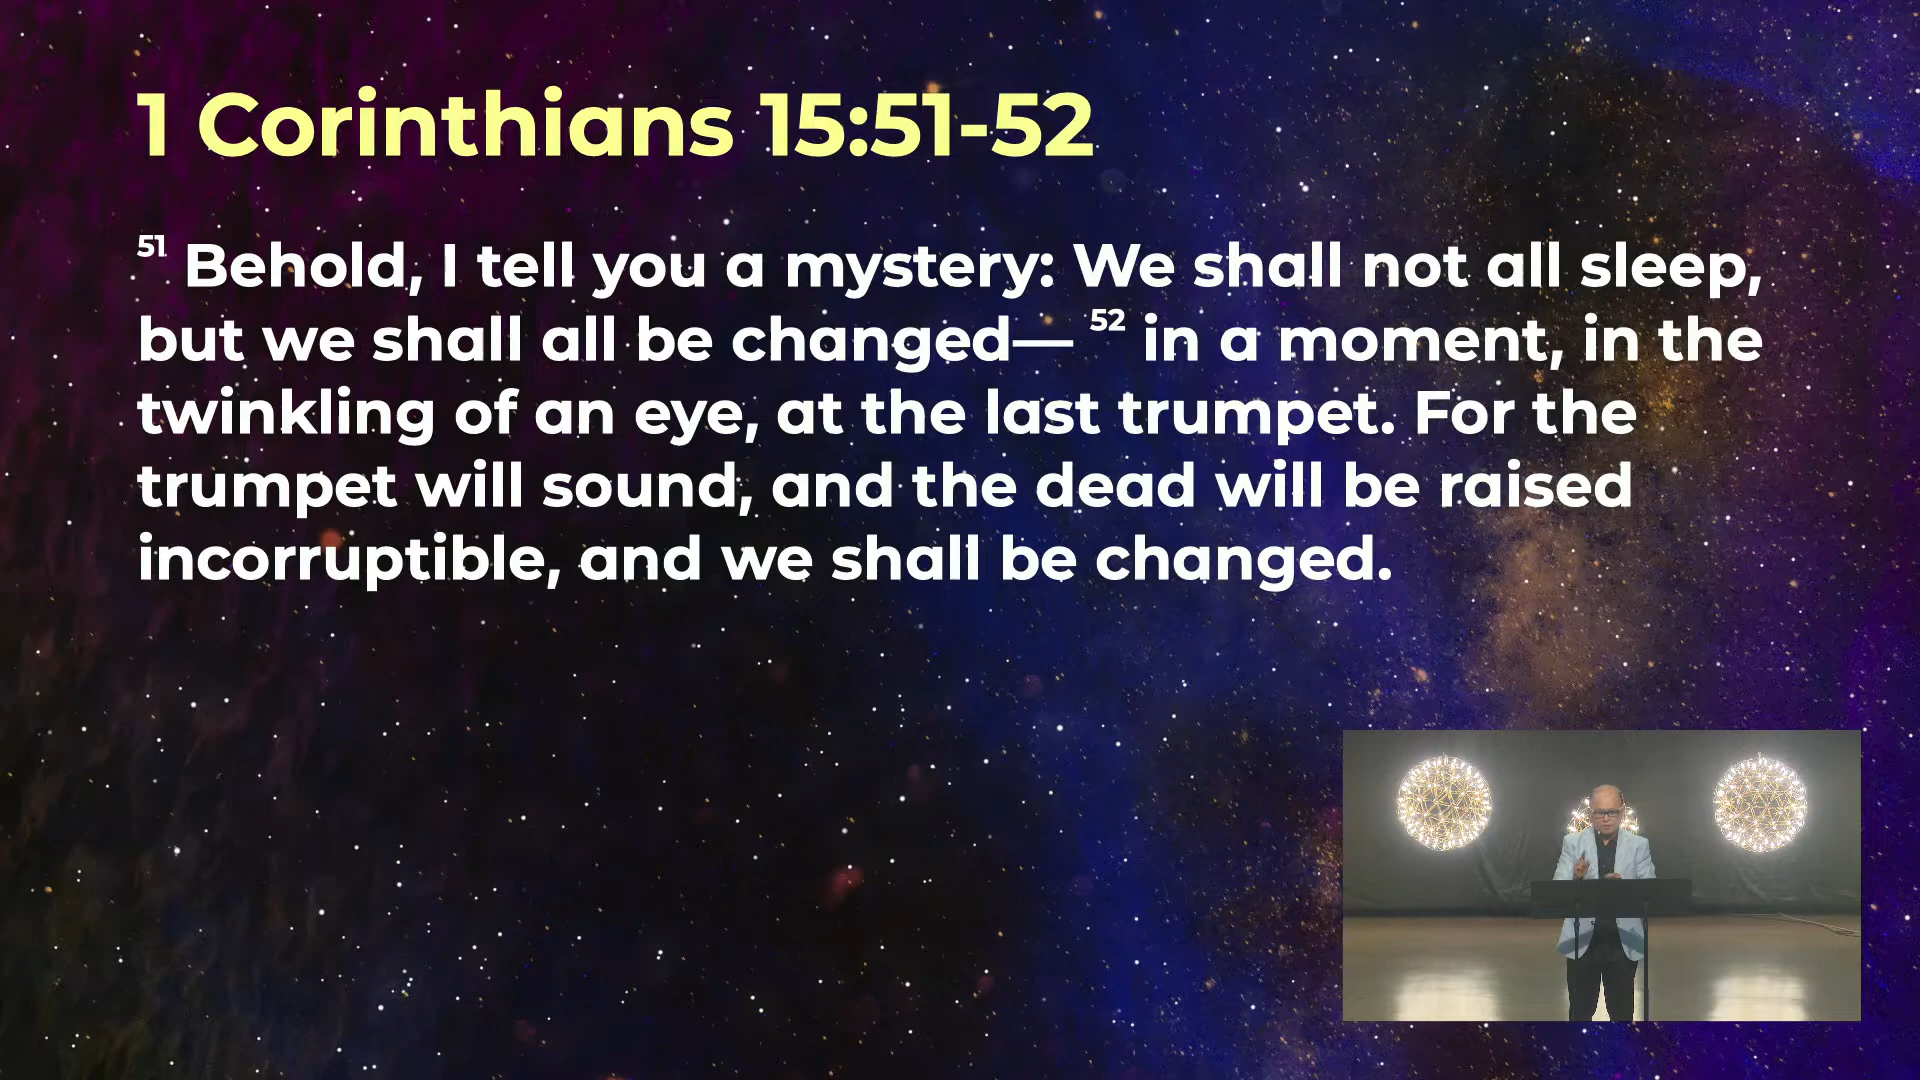 1 Corinthians 15:51-52
51 Behold, I tell you a mystery: We shall not all sleep,
but we shall all be changed— 52 in a moment, in the
twinkling of an eye, at the last trumpet. For the
trumpet will sound, and the dead will be raised
incorruptible, and we shall be changed.